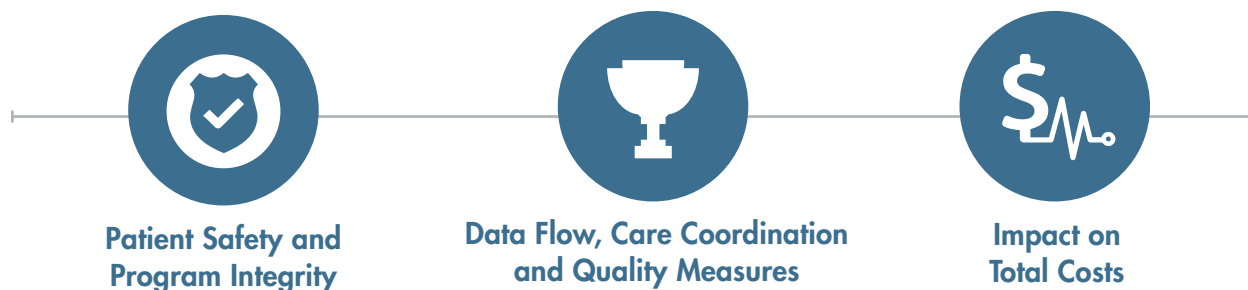 Patient Safety and
Program Integrity
Data Flow, Care Coordination
and Quality Measures
Impact on
Total Costs